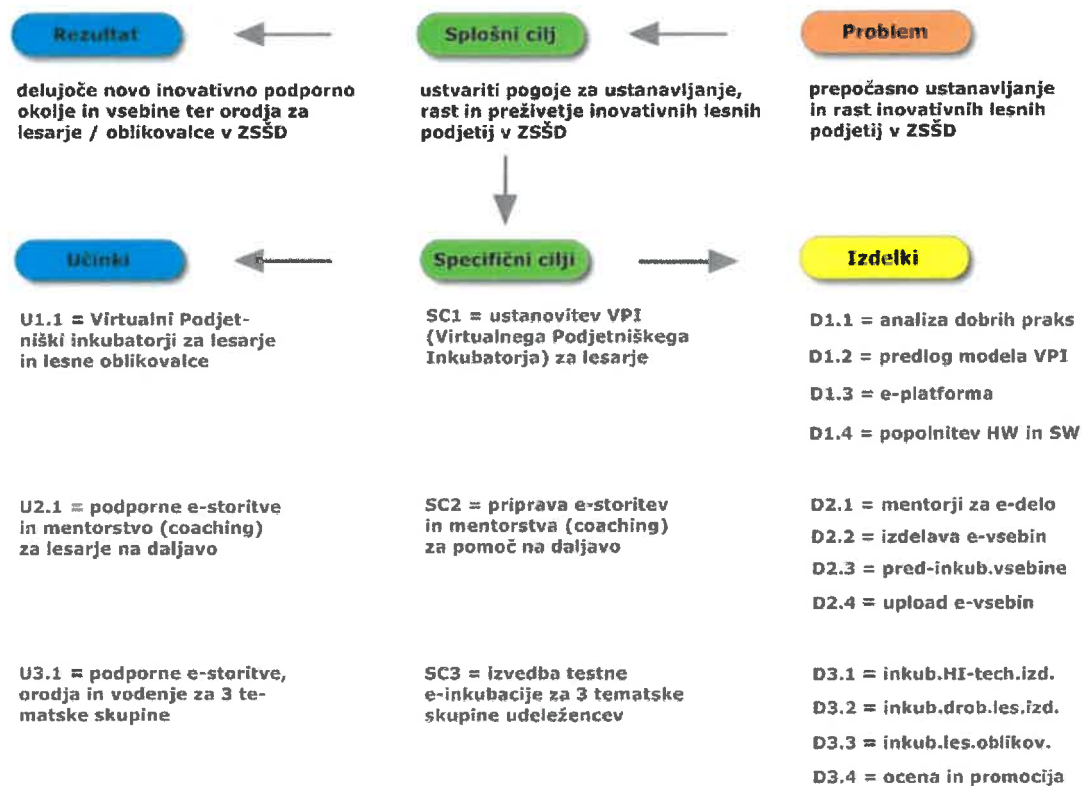 Rezultat
Splošni cilj
Problem
delujoče novo inovativno podporno
okolje in vsebine ter orodja za
lesarje / oblikovalce v ZSŠD
ustvariti pogoje za ustanavljanje,
rast in preživetje inovativnih lesnih
podjetij v ZSŠD
prepočasno ustanavljanje
in rast inovativnih lesnih
podjetij v ZSŠD
Učinki
Specifični cilji
Izdelki
U1.1 = Virtualni Podjet-
niški inkubatorji za lesarje
in lesne oblikovalce
SC1 = ustanovitev VPI
(Virtualnega Podjetniškega
Inkubatorja) za lesarje
D1.1 = analiza dobrih praks
D1.2 = predlog modela VPI
D1.3 = e-platforma
D1.4 = popolnitev HW in SW
U2.1 = podporne e-storitve
in mentorstvo (coaching)
za lesarje na daljavo
SC2 = priprava e-storitev
in mentorstva (coaching)
za pomoč na daljavo
D2.1 = mentorji za e-delo
D2.2 = izdelava e-vsebin
D2.3 = pred-inkub.vsebine
D2.4 = upload e-vsebin
U3.1 = podporne e-storitve,
orodja in vodenje za 3 te-
matske skupine
SC3 = izvedba testne
e-inkubacije za 3 tematske
skupine udeležencev
D3.1 = inkub.HI-tech.izd.
D3.2 = inkub.drob.les.izd.
D3.3 = inkub.les.oblikov.
D3.4 = ocena in promocija